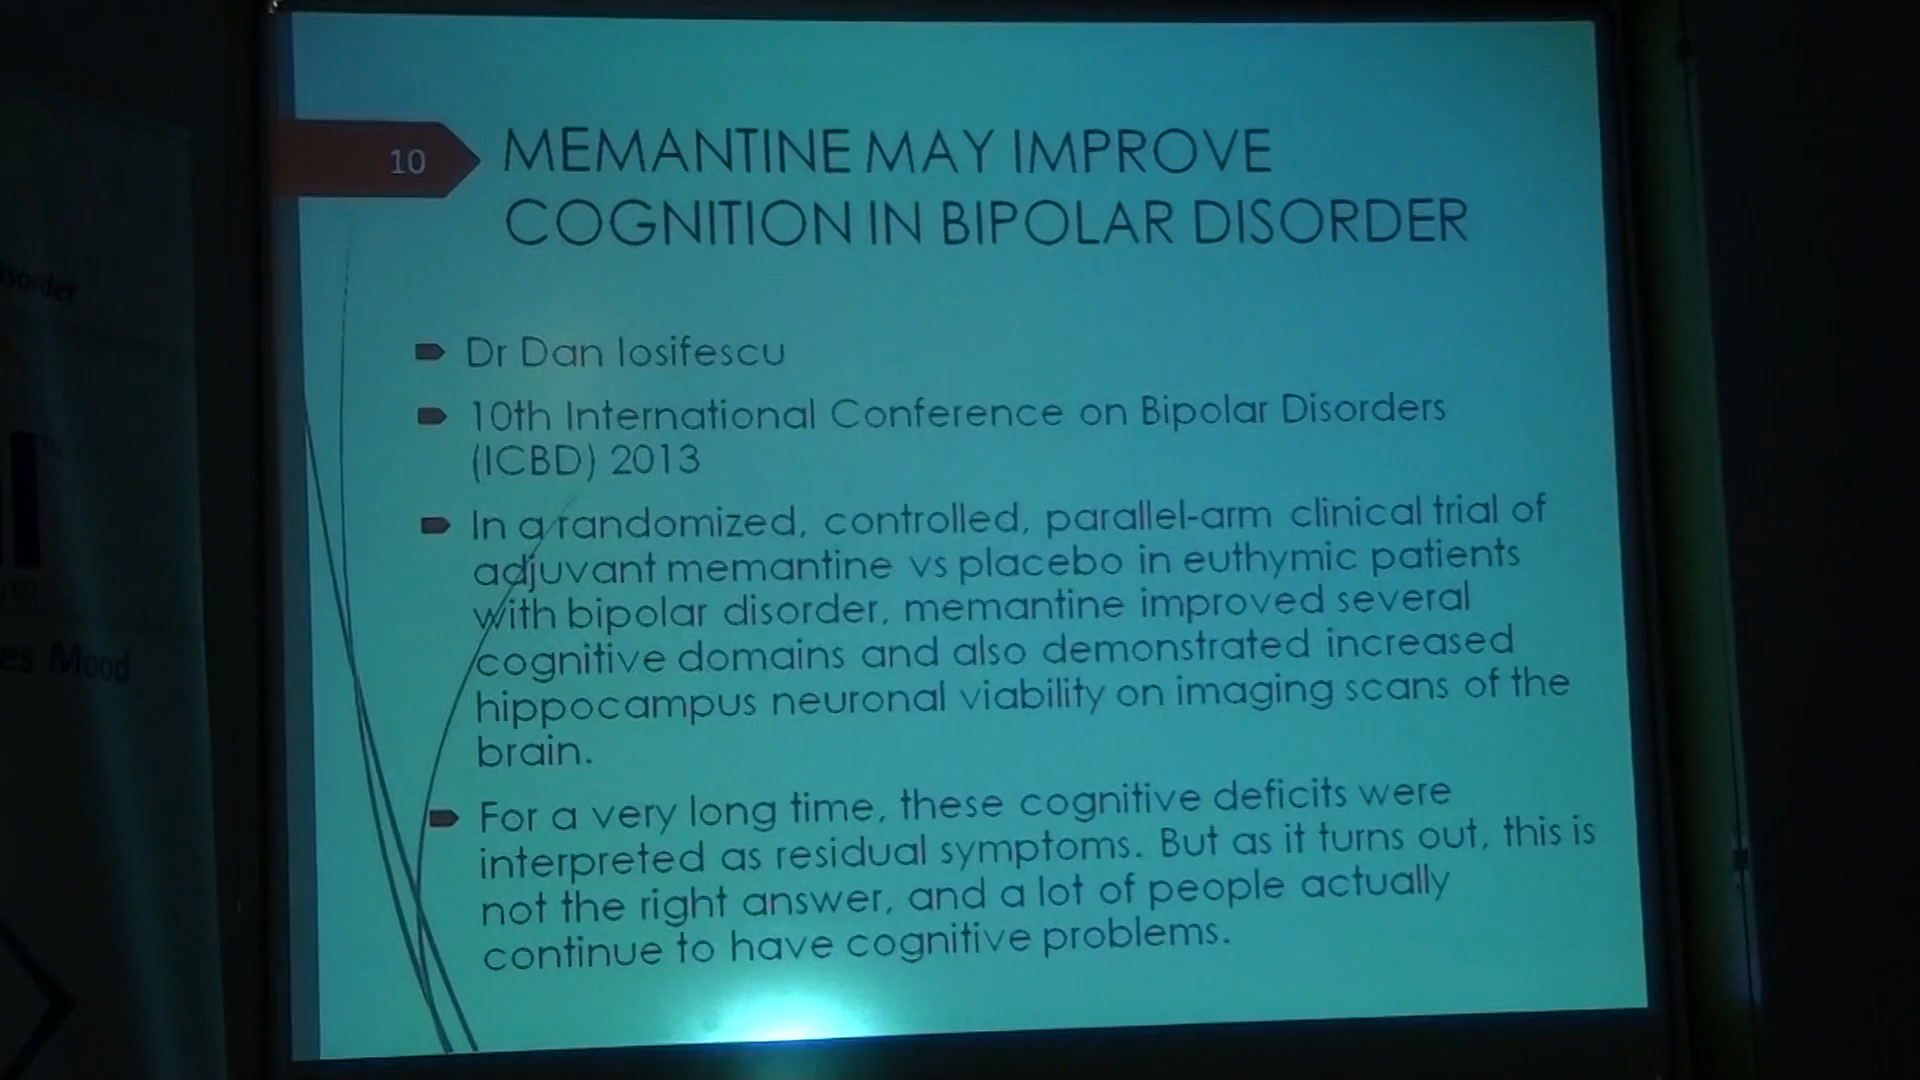 10
MEMANTINE MAY IMPROVE
COGNITION IN BIPOLAR DISORDER
Dr Dan Iosifescu
10th International Conference on Bipolar Disorders
(ICBD) 2013
In a randomized, controlled, parallel-arm clinical trial of
adjuvant memantine vs placebo in euthymic patients
with bipolar disorder, memantine improved several
cognitive domains and also demonstrated increased
hippocampus neuronal viability on imaging scans of the
brain.
For a very long time, these cognitive deficits were
interpreted as residual symptoms. But as it turns out, this is
not the right answer, and a lot of people actually
continue to have cognitive problems.
isorder
es Mood